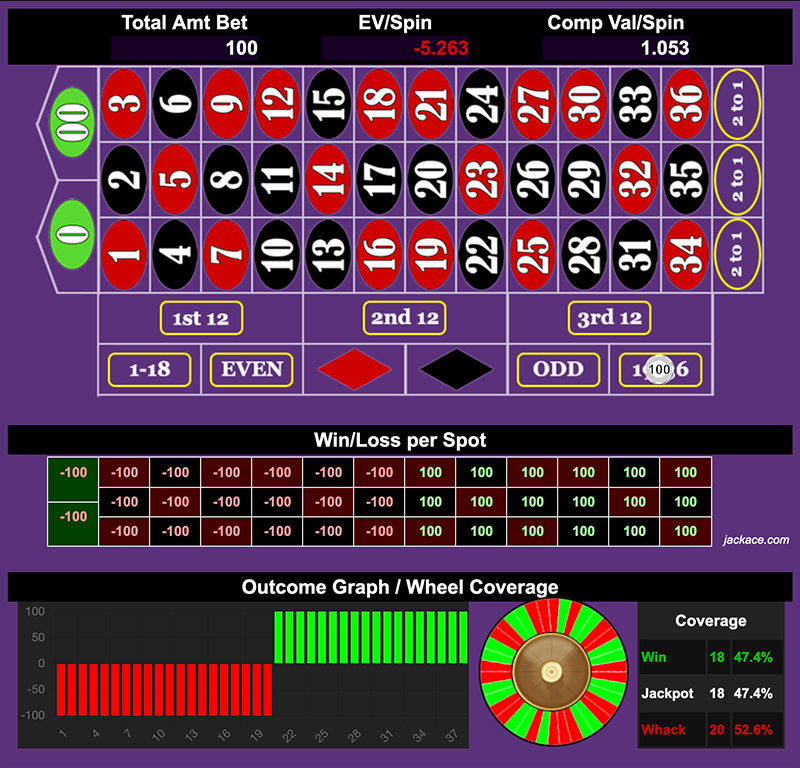 Total Amt Bet EV/Spin Comp Val/Spin
100 -5.263 1.053
00 3 6 9 12 15 18 21 24 27 30 33 36 2 to 1
2 5 8 11 14 17 20 23 26 29 32 35 2 to 1
0 1 4 7 10 13 16 19 22 25 28 31 34 2 to 1
1st 12 2nd 12 3rd 12
1-18 EVEN ODD 100
Win/Loss per Spot
-100 -100 -100 -100 -100 -100 -100 100 100 100 100 100 100
-100 -100 -100 -100 -100 -100 100 100 100 100 100 100
-100 -100 -100 -100 -100 -100 -100 100 100 100 100 100 100
jackace.com
Outcome Graph / Wheel Coverage
100
50
0
-50
-100
1 4 7 10 13 16 19 22 25 28 31 34 37
Coverage
Win 18 47.4%
Jackpot 18 47.4%
Whack 20 52.6%